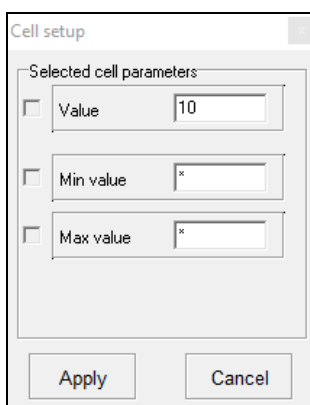 Cell setup
x
Selected cell parameters
Value 10
Min value *
Max value *
Apply Cancel